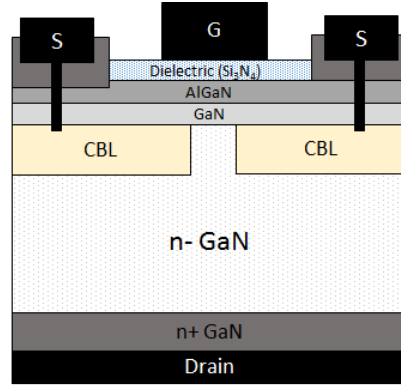 S
G
S
Dielectric (Si₃N₄)
AlGaN
GaN
CBL
CBL
n- GaN
n+ GaN
Drain